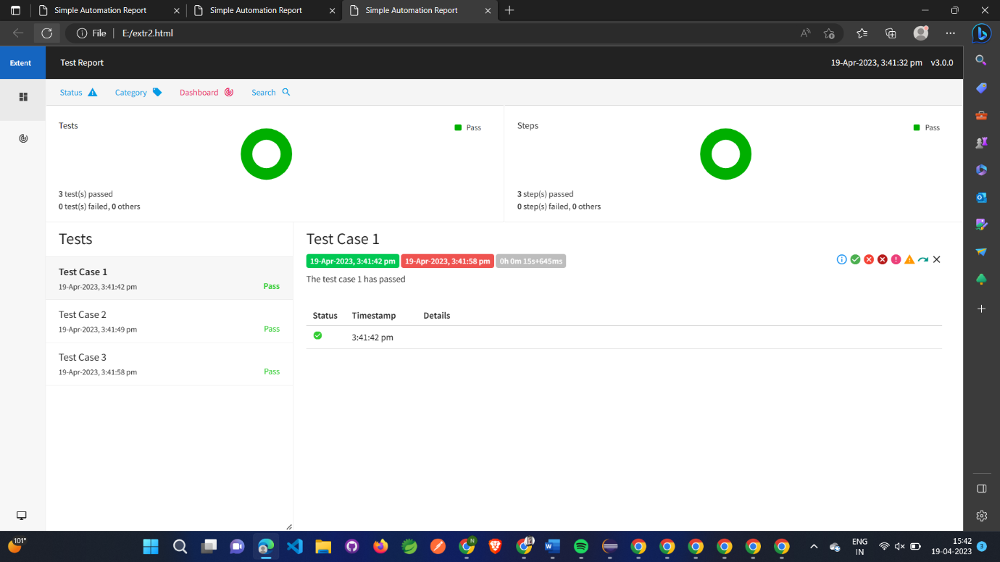 Simple Automation Report
Simple Automation Report
Simple Automation Report
File
E:/extr2.html
Extent
Test Report
19-Apr-2023, 3:41:32 pm v3.0.0
Status
Category
Dashboard
Search
Tests
Pass
3 test(s) passed
0 test(s) failed, 0 others
Steps
Pass
3 step(s) passed
0 step(s) failed, 0 others
Tests
Test Case 1
19-Apr-2023, 3:41:42 pm Pass
Test Case 2
19-Apr-2023, 3:41:49 pm Pass
Test Case 3
19-Apr-2023, 3:41:58 pm Pass
Test Case 1
19-Apr-2023, 3:41:42 pm 19-Apr-2023, 3:41:58 pm 0h 0m 15s+645ms
The test case 1 has passed
Status Timestamp Details
3:41:42 pm
101°
N
ENG
IN
15:42
19-04-2023
3